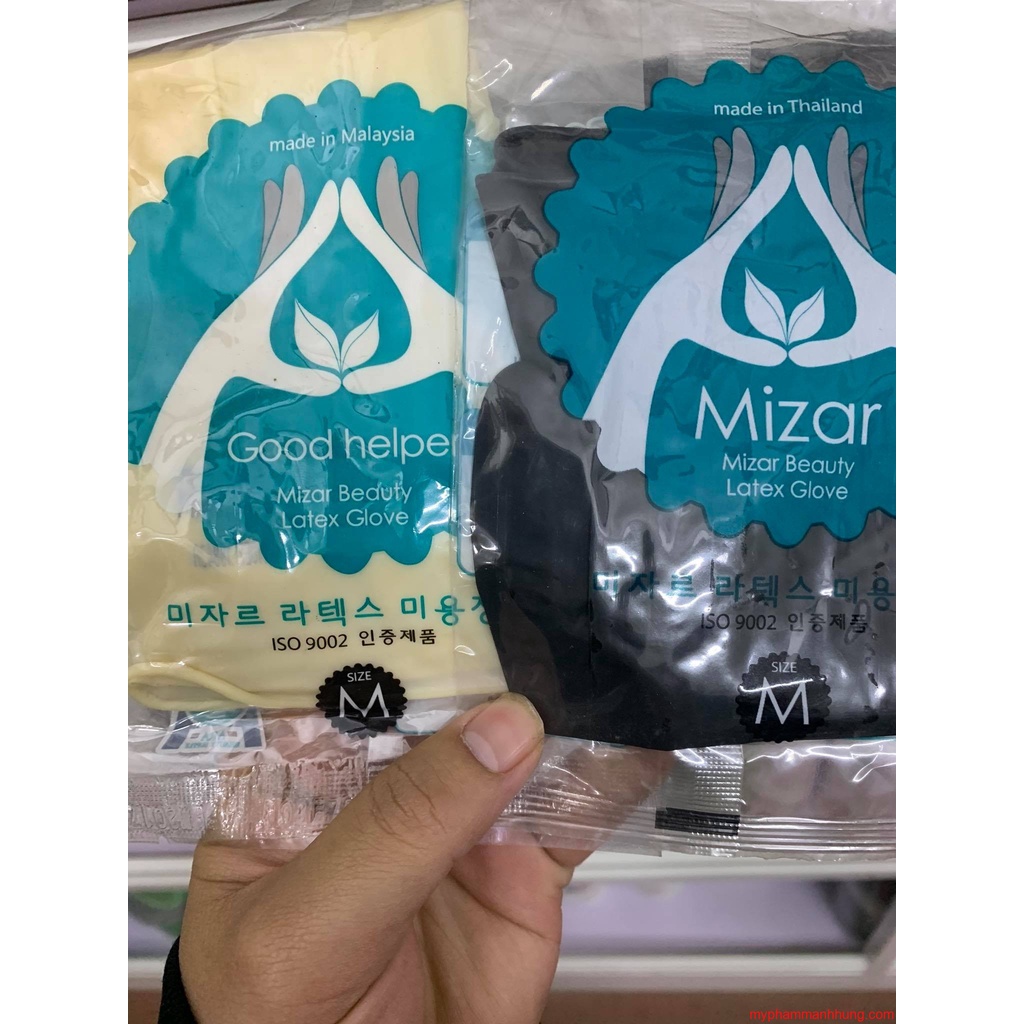 made in Malaysia
Good helper
Mizar Beauty
Latex Glove
미자르 라텍스 미용
ISO 9002 인증제품
SIZE
M
made in Thailand
Mizar
Mizar Beauty
Latex Glove
미자르 라텍스 미용
ISO 9002 인증제품
SIZE
M
myphammanhhung.com